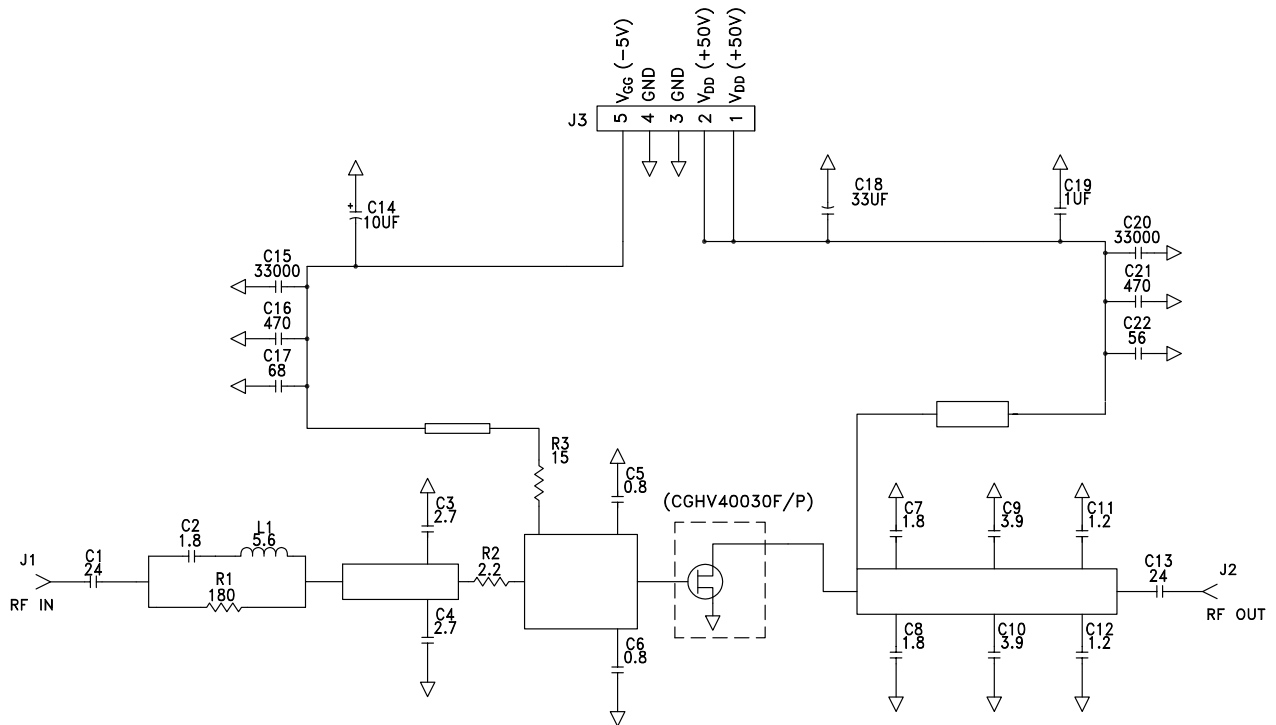 VGG (-5V)
GND
GND
VDD (+50V)
VDD (+50V)
J3
5
4
3
2
1
C14
10UF
C18
33UF
C19
1UF
C15
33000
C16
470
C17
68
C20
33000
C21
470
C22
56
R3
15
C5
0.8
(CGHV40030F/P)
C3
2.7
C7
1.8
C9
3.9
C11
1.2
J1
RF IN
C1
24
C2
1.8
L1
5.6
R1
180
R2
2.2
C13
24
J2
RF OUT
C4
2.7
C6
0.8
C8
1.8
C10
3.9
C12
1.2